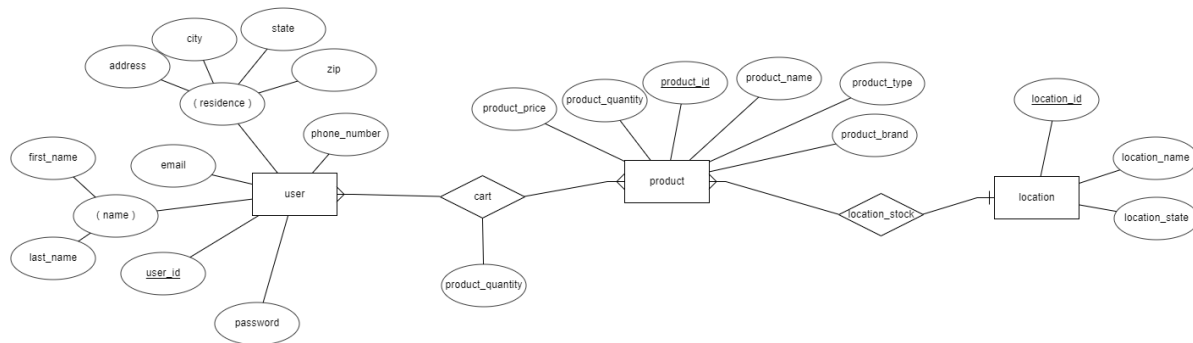 state
city
address
zip
( residence )
product_id
product_name
product_type
product_quantity
product_price
location_id
phone_number
product_brand
first_name
email
location_name
user
cart
product
location
( name )
location_stock
location_state
last_name
user_id
product_quantity
password